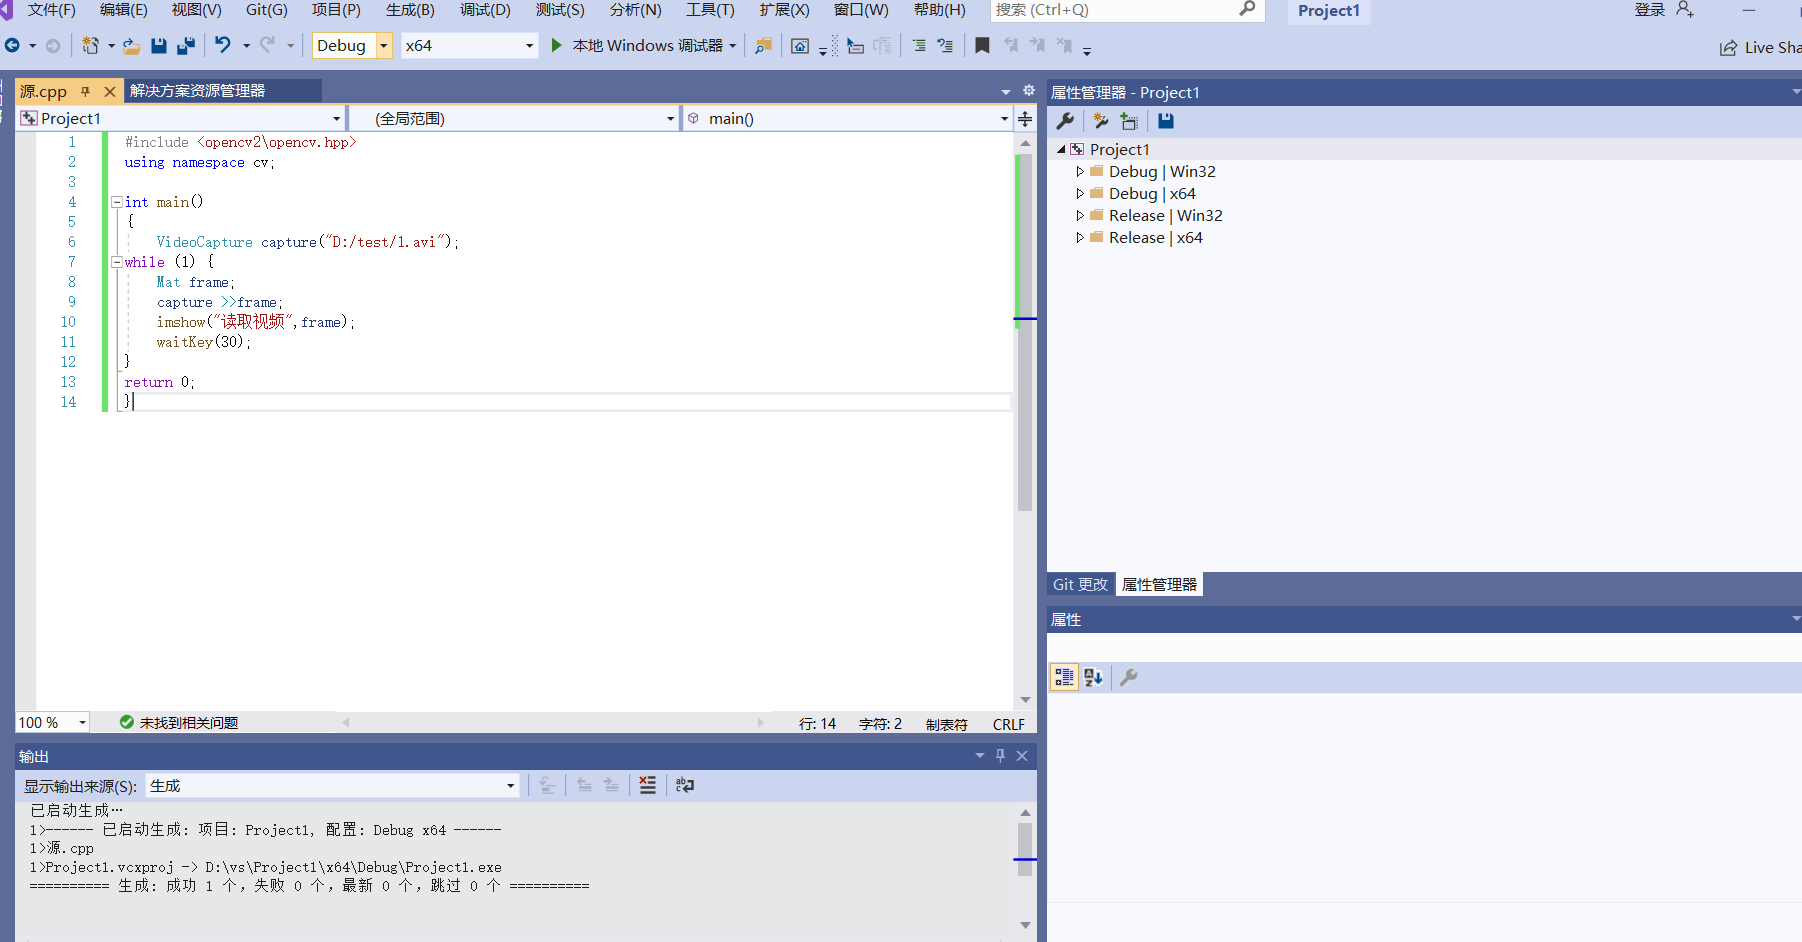 文件(F) 编辑(E) 视图(V) Git(G) 项目(P) 生成(B) 调试(D) 测试(S) 分析(N) 工具(T) 扩展(X) 窗口(W) 帮助(H) 搜索 (Ctrl+Q) Project1 登录
Debug x64 本地 Windows 调试器 Live Sha
源.cpp 解决方案资源管理器
Project1 (全局范围) main()
1 #include <opencv2\opencv.hpp>
2 using namespace cv;
3
4 int main()
5 {
6 VideoCapture capture("D:/test/1.avi");
7 while (1) {
8 Mat frame;
9 capture >>frame;
10 imshow("读取视频",frame);
11 waitKey(30);
12 }
13 return 0;
14 }
100 % 未找到相关问题 行: 14 字符: 2 制表符 CRLF
输出
显示输出来源(S): 生成
已启动生成…
1>------ 已启动生成: 项目: Project1, 配置: Debug x64 ------
1>源.cpp
1>Project1.vcxproj -> D:\vs\Project1\x64\Debug\Project1.exe
========== 生成: 成功 1 个，失败 0 个，最新 0 个，跳过 0 个 ==========
属性管理器 - Project1
Project1
Debug | Win32
Debug | x64
Release | Win32
Release | x64
Git 更改 属性管理器
属性